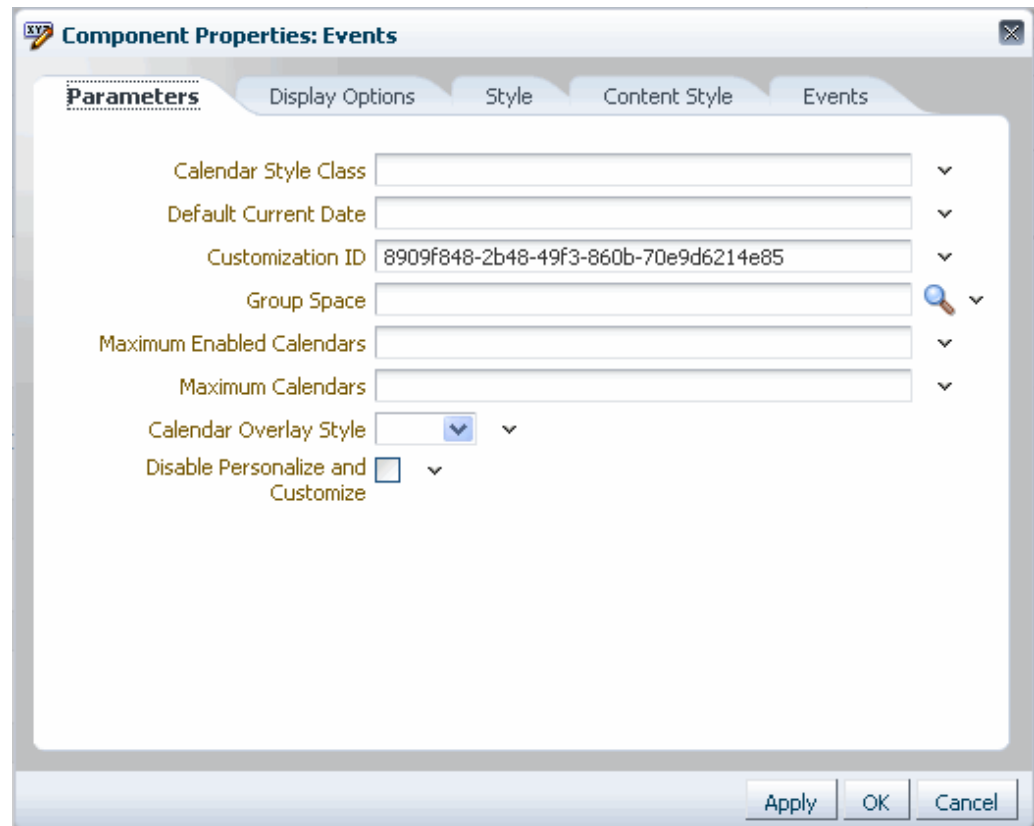 Component Properties: Events
Parameters Display Options Style Content Style Events
Calendar Style Class
Default Current Date
Customization ID 8909f848-2b48-49f3-860b-70e9d6214e85
Group Space
Maximum Enabled Calendars
Maximum Calendars
Calendar Overlay Style
Disable Personalize and
Customize
Apply OK Cancel